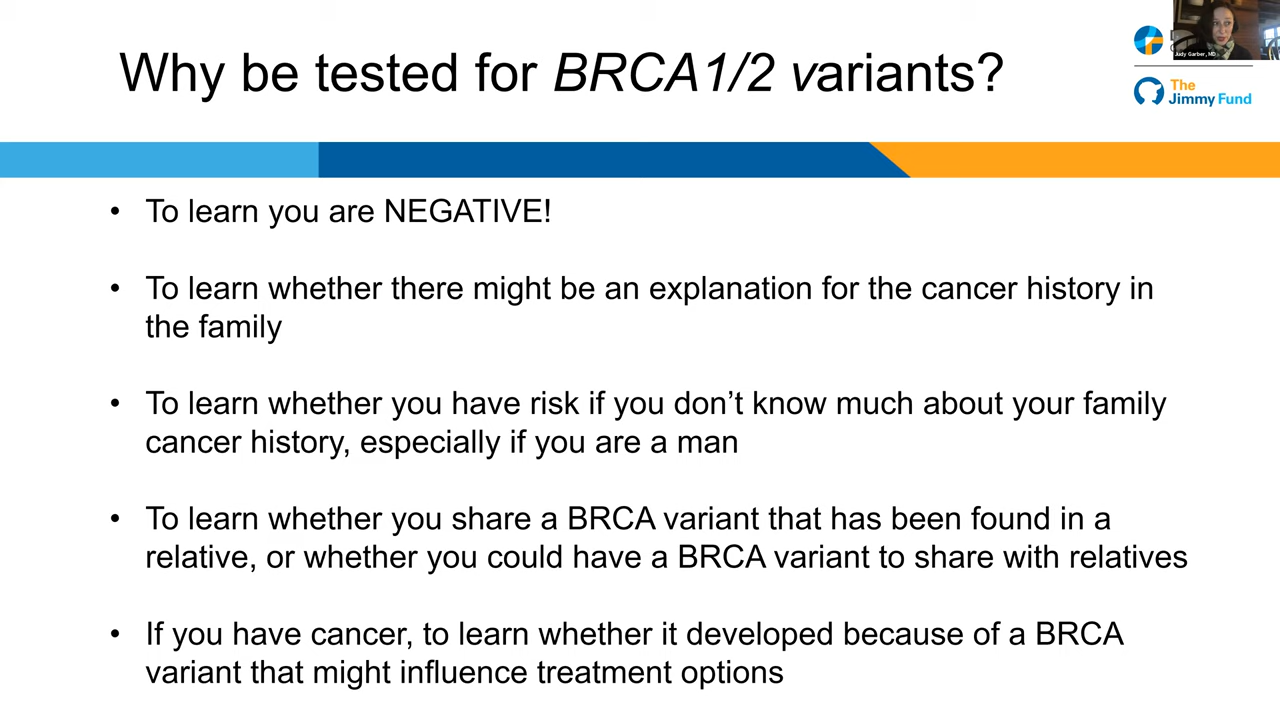 Why be tested for BRCA1/2 variants?
Judy Garber, MD
The
Jimmy Fund
• To learn you are NEGATIVE!
• To learn whether there might be an explanation for the cancer history in
the family
• To learn whether you have risk if you don’t know much about your family
cancer history, especially if you are a man
• To learn whether you share a BRCA variant that has been found in a
relative, or whether you could have a BRCA variant to share with relatives
• If you have cancer, to learn whether it developed because of a BRCA
variant that might influence treatment options